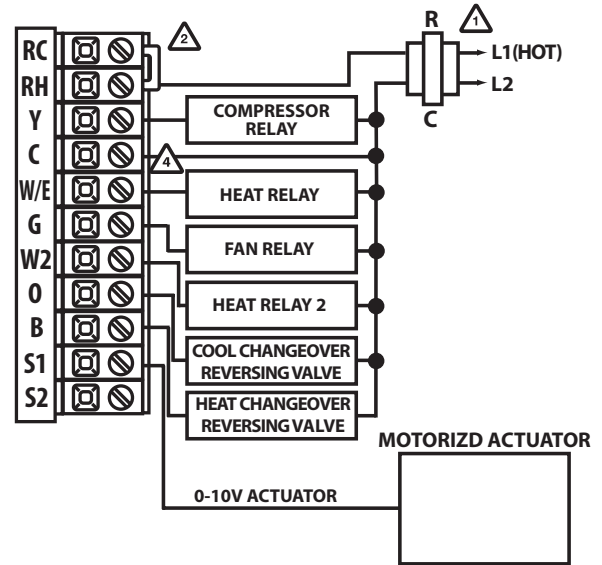 RC
RH
Y
C
W/E
G
W2
O
B
S1
S2
2
4
R
1
L1(HOT)
L2
C
COMPRESSOR
RELAY
HEAT RELAY
FAN RELAY
HEAT RELAY 2
COOL CHANGEOVER
REVERSING VALVE
HEAT CHANGEOVER
REVERSING VALVE
MOTORIZD ACTUATOR
0-10V ACTUATOR